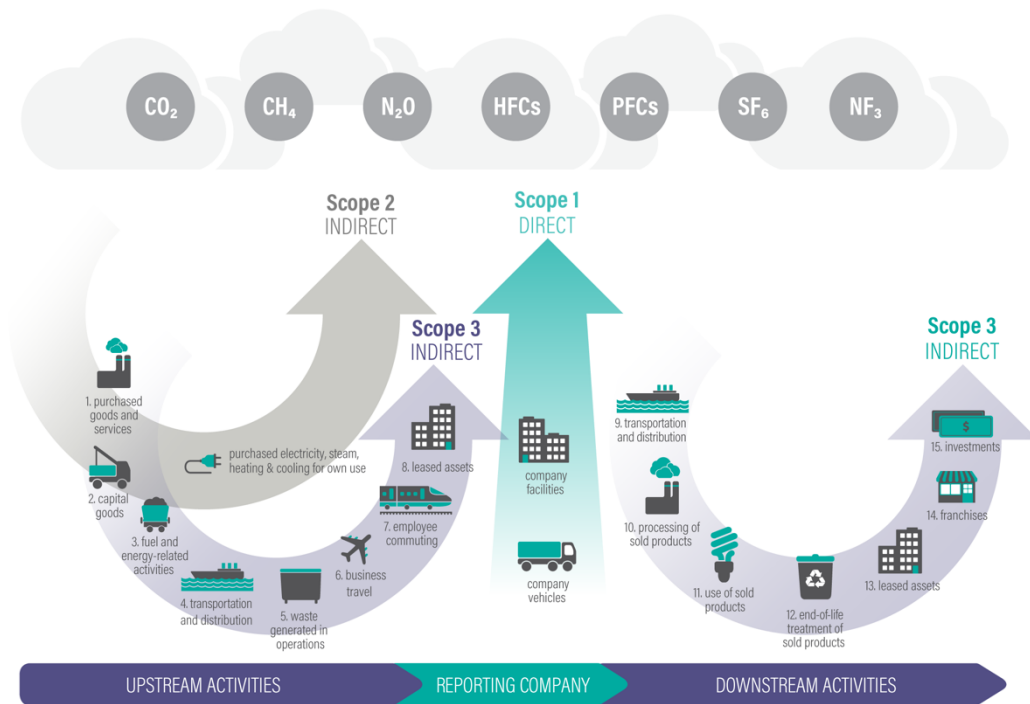 CO₂
CH₄
N₂O
HFCs
PFCs
SF₆
NF₃
Scope 2
INDIRECT
Scope 1
DIRECT
Scope 3
INDIRECT
Scope 3
INDIRECT
1. purchased
goods and
services
2. capital
goods
3. fuel and
energy-related
activities
purchased electricity, steam,
heating & cooling for own use
4. transportation
and distribution
5. waste
generated in
operations
6. business
travel
7. employee
commuting
8. leased assets
company
facilities
company
vehicles
9. transportation
and distribution
10. processing of
sold products
11. use of sold
products
12. end-of-life
treatment of
sold products
13. leased assets
14. franchises
$
15. investments
UPSTREAM ACTIVITIES
REPORTING COMPANY
DOWNSTREAM ACTIVITIES